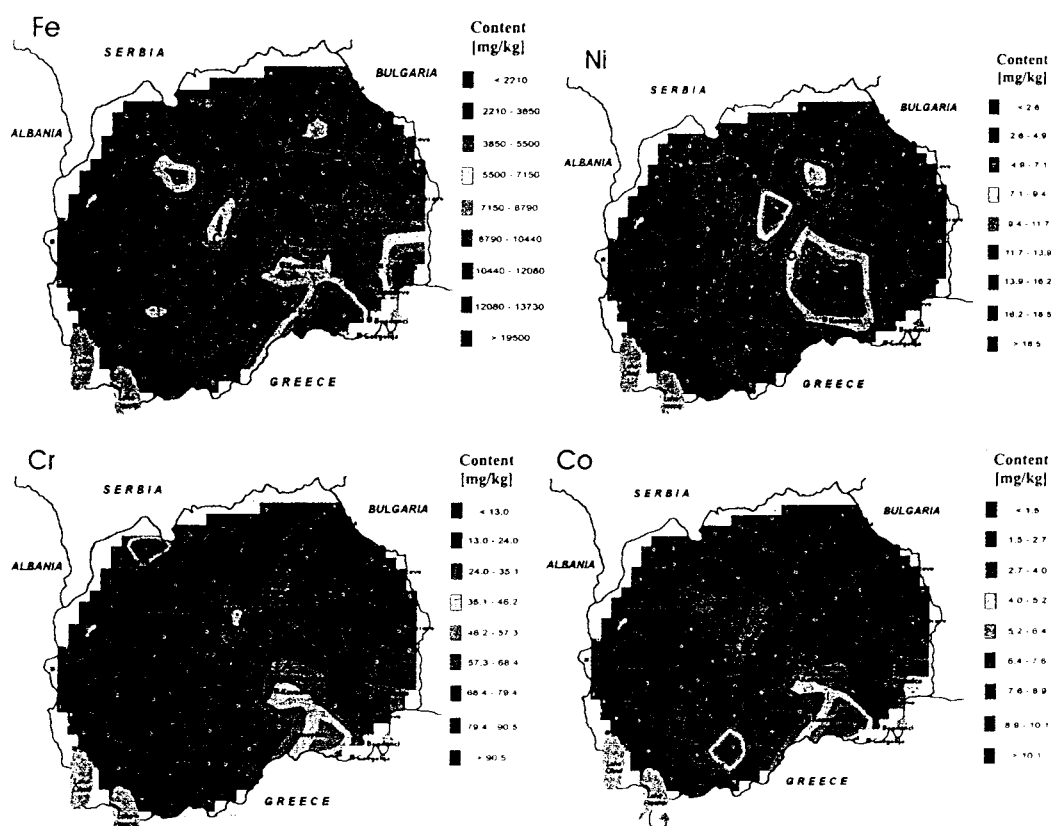 Fe
SERBIA
BULGARIA
ALBANIA
GREECE
Content
[mg/kg]
< 2210
2210 - 3850
3850 - 5500
5500 - 7150
7150 - 8790
8790 - 10440
10440 - 12080
12080 - 13730
> 19500
Ni
SERBIA
BULGARIA
ALBANIA
GREECE
Content
[mg/kg]
< 2.6
2.6 - 4.9
4.9 - 7.1
7.1 - 9.4
9.4 - 11.7
11.7 - 13.9
13.9 - 16.2
16.2 - 18.5
> 18.5
Cr
SERBIA
BULGARIA
ALBANIA
GREECE
Content
[mg/kg]
< 13.0
13.0 - 24.0
24.0 - 35.1
35.1 - 46.2
46.2 - 57.3
57.3 - 68.4
68.4 - 79.4
79.4 - 90.5
> 90.5
Co
SERBIA
BULGARIA
ALBANIA
GREECE
Content
[mg/kg]
< 1.5
1.5 - 2.7
2.7 - 4.0
4.0 - 5.2
5.2 - 6.4
6.4 - 7.6
7.6 - 8.9
8.9 - 10.1
> 10.1